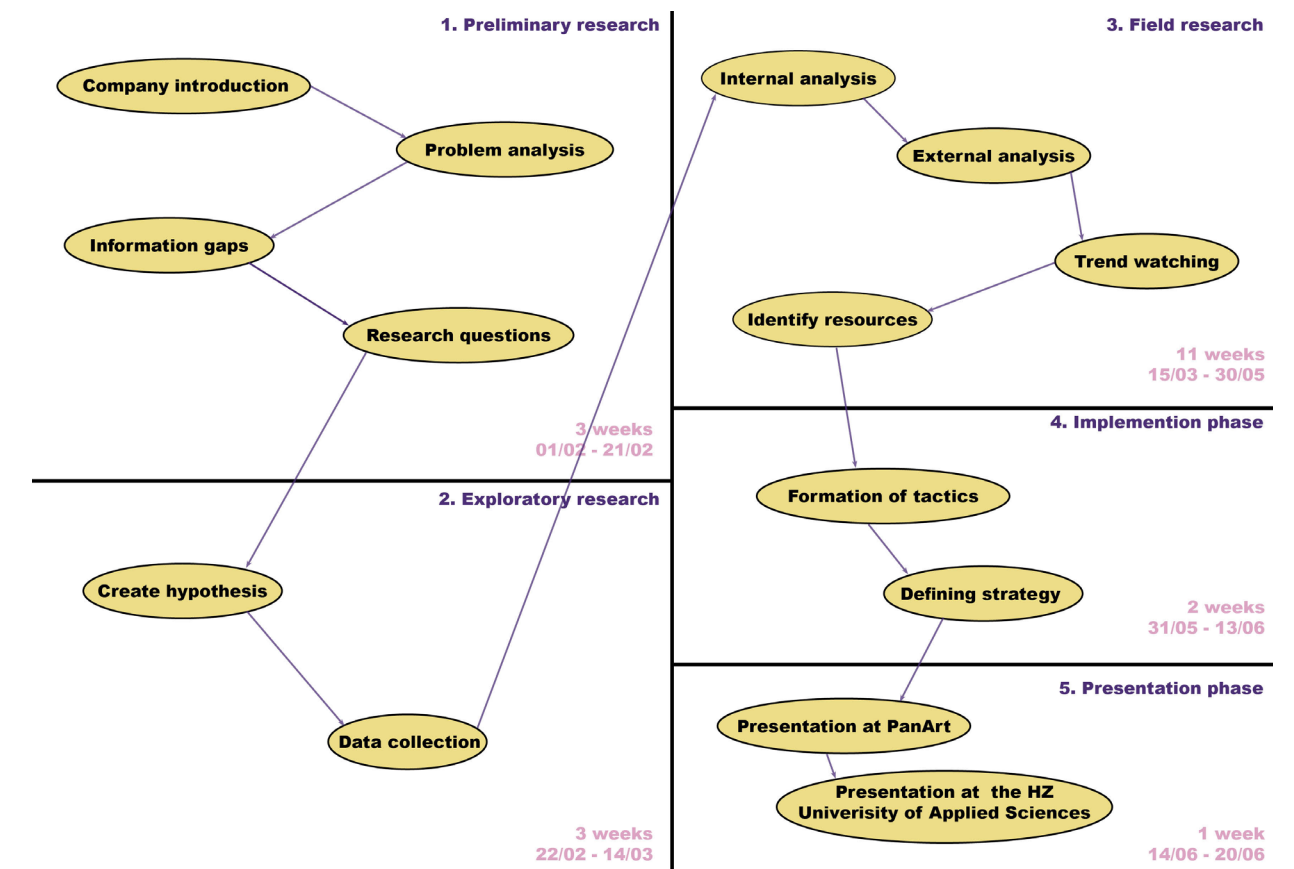 1. Preliminary research
Company introduction
Problem analysis
Information gaps
Research questions
3 weeks
01/02 - 21/02
2. Exploratory research
Create hypothesis
Data collection
3 weeks
22/02 - 14/03
3. Field research
Internal analysis
External analysis
Trend watching
Identify resources
11 weeks
15/03 - 30/05
4. Implemention phase
Formation of tactics
Defining strategy
2 weeks
31/05 - 13/06
5. Presentation phase
Presentation at PanArt
Presentation at the HZ
Univerisity of Applied Sciences
1 week
14/06 - 20/06